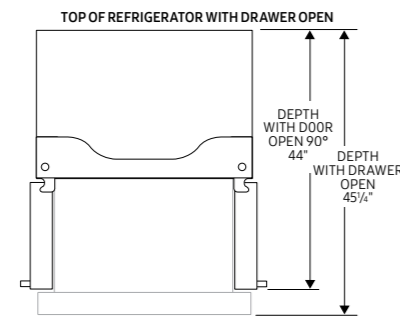 TOP OF REFRIGERATOR WITH DRAWER OPEN
DEPTH
WITH DOOR
OPEN 90°
44"
DEPTH
WITH DRAWER
OPEN
45¼"